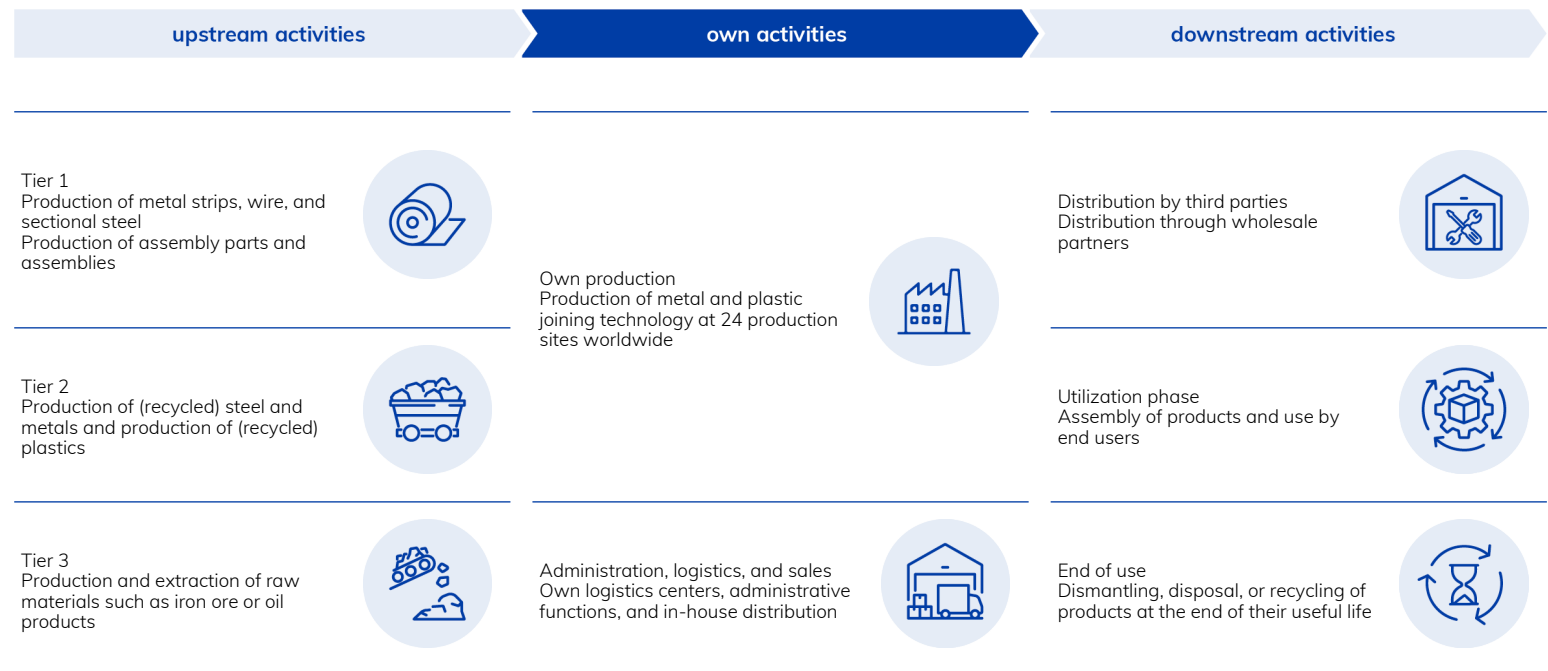 upstream activities
own activities
downstream activities
Tier 1
Production of metal strips, wire, and
sectional steel
Production of assembly parts and
assemblies
Tier 2
Production of (recycled) steel and
metals and production of (recycled)
plastics
Tier 3
Production and extraction of raw
materials such as iron ore or oil
products
Own production
Production of metal and plastic
joining technology at 24 production
sites worldwide
Administration, logistics, and sales
Own logistics centers, administrative
functions, and in-house distribution
Distribution by third parties
Distribution through wholesale
partners
Utilization phase
Assembly of products and use by
end users
End of use
Dismantling, disposal, or recycling of
products at the end of their useful life